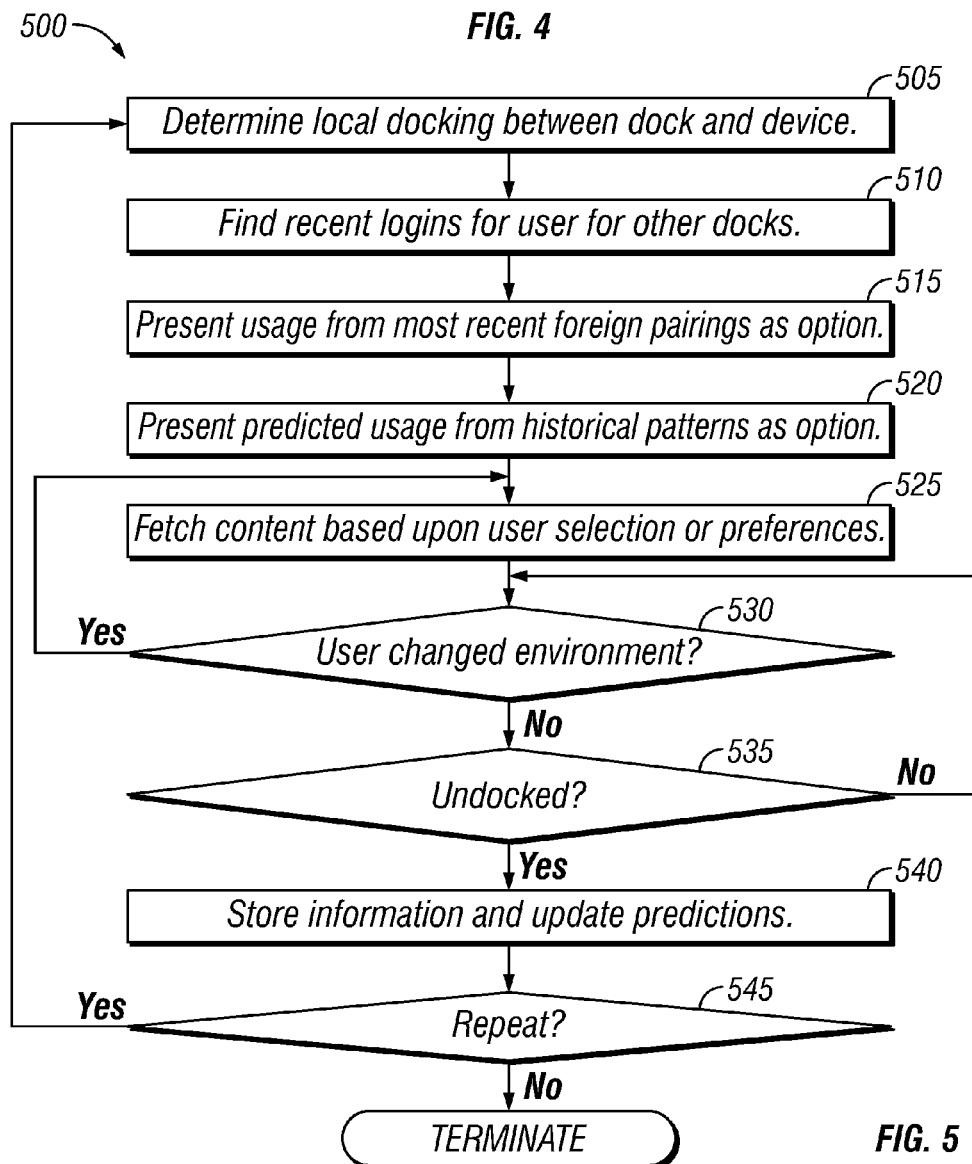 FIG. 4
500
505
Determine local docking between dock and device.
510
Find recent logins for user for other docks.
515
Present usage from most recent foreign pairings as option.
520
Present predicted usage from historical patterns as option.
525
Fetch content based upon user selection or preferences.
530
Yes
User changed environment?
No
535
Undocked?
No
Yes
540
Store information and update predictions.
545
Yes
Repeat?
No
TERMINATE
FIG. 5